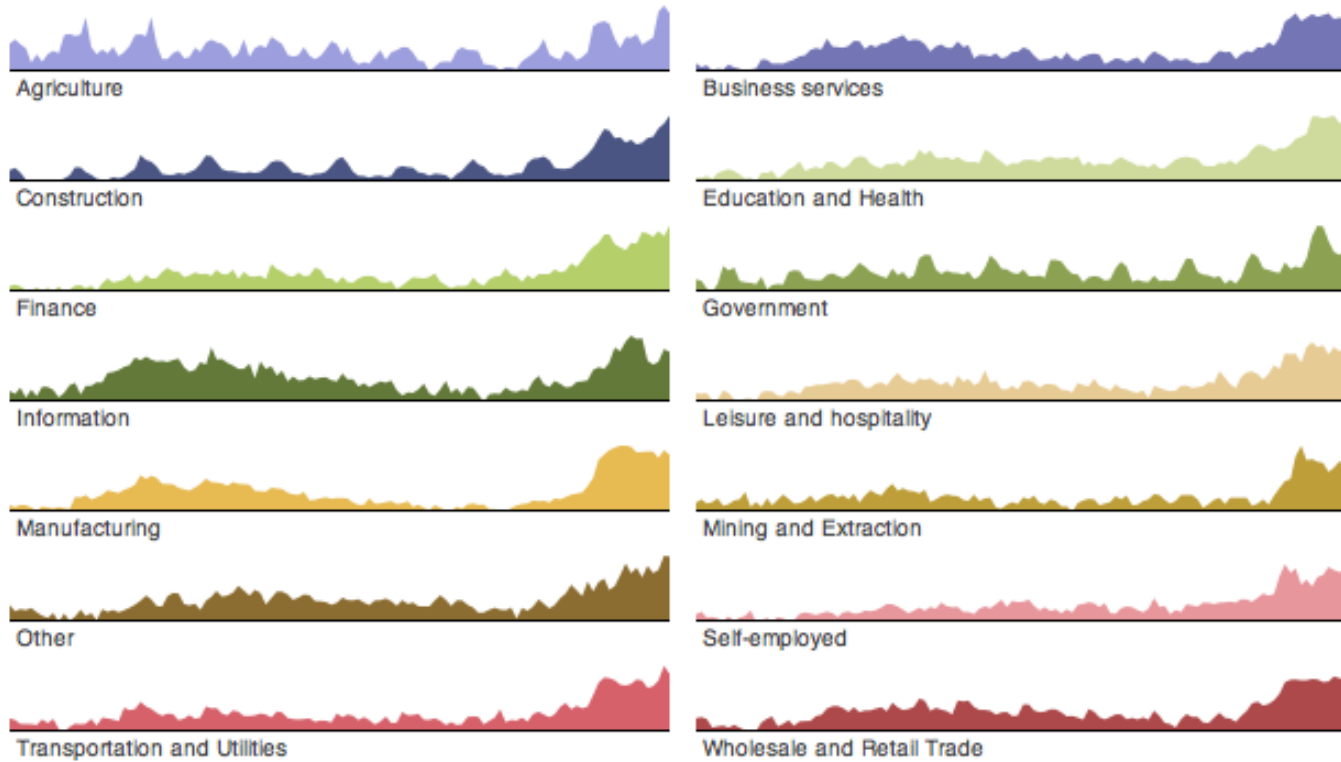 Agriculture
Business services
Construction
Education and Health
Finance
Government
Information
Leisure and hospitality
Manufacturing
Mining and Extraction
Other
Self-employed
Transportation and Utilities
Wholesale and Retail Trade